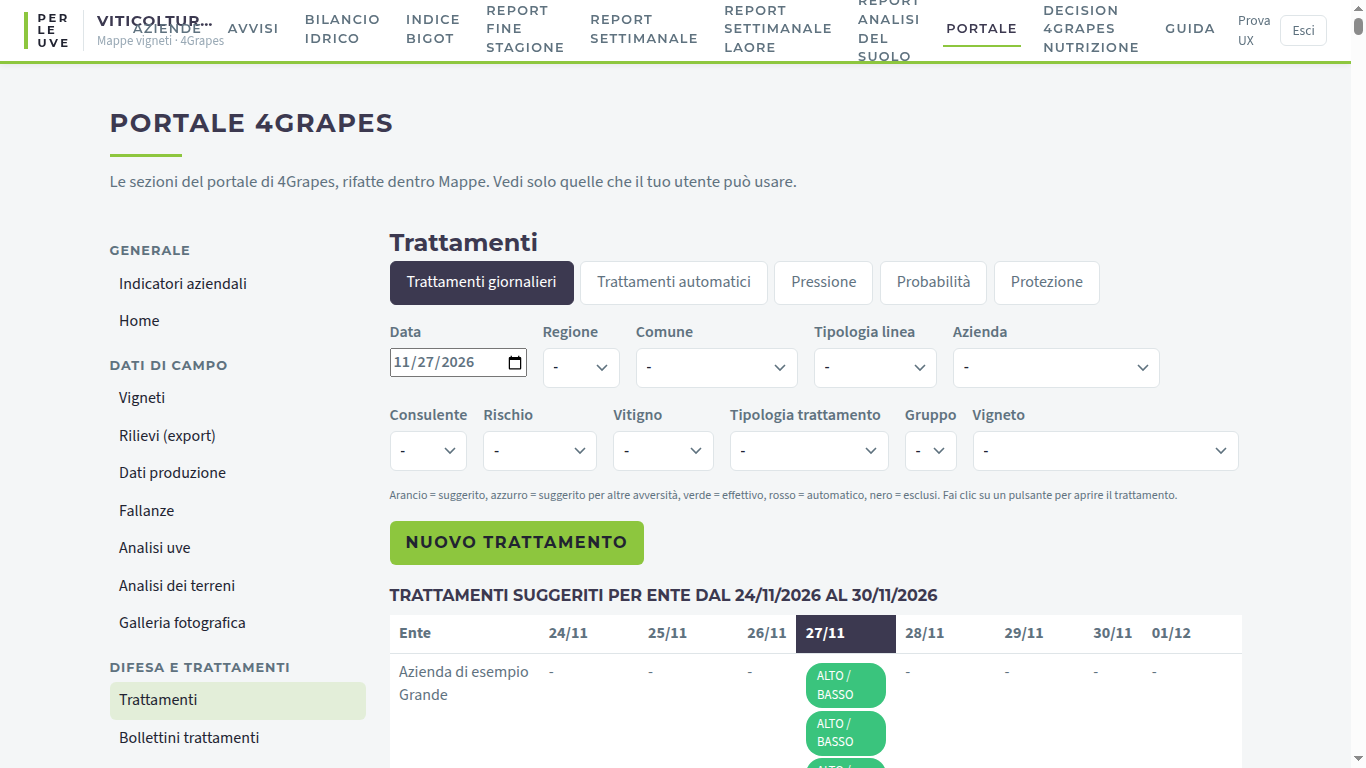 PER
LE
UVE
VITICOLTUR...
Mappe vigneti · 4Grapes
AZIENDE
AVVISI
BILANCIO
IDRICO
INDICE
BIGOT
REPORT
FINE
STAGIONE
REPORT
SETTIMANALE
REPORT
SETTIMANALE
LAORE
REPORT
ANALISI
DEL
SUOLO
PORTALE
DECISION
4GRAPES
NUTRIZIONE
GUIDA
Prova
UX
Esci
PORTALE 4GRAPES
Le sezioni del portale di 4Grapes, rifatte dentro Mappe. Vedi solo quelle che il tuo utente può usare.
GENERALE
Indicatori aziendali
Home
DATI DI CAMPO
Vigneti
Rilievi (export)
Dati produzione
Fallanze
Analisi uve
Analisi dei terreni
Galleria fotografica
DIFESA E TRATTAMENTI
Trattamenti
Bollettini trattamenti
Trattamenti
Trattamenti giornalieri
Trattamenti automatici
Pressione
Probabilità
Protezione
Data
Regione
Comune
Tipologia linea
Azienda
11/27/2026
-
-
-
-
Consulente
Rischio
Vitigno
Tipologia trattamento
Gruppo
Vigneto
-
-
-
-
-
-
Arancio = suggerito, azzurro = suggerito per altre avversità, verde = effettivo, rosso = automatico, nero = esclusi. Fai clic su un pulsante per aprire il trattamento.
NUOVO TRATTAMENTO
TRATTAMENTI SUGGERITI PER ENTE DAL 24/11/2026 AL 30/11/2026
Ente 24/11 25/11 26/11 27/11 28/11 29/11 30/11 01/12
Azienda di esempio
Grande
- - -
ALTO /
BASSO
- - - -
ALTO /
BASSO
ALTO /